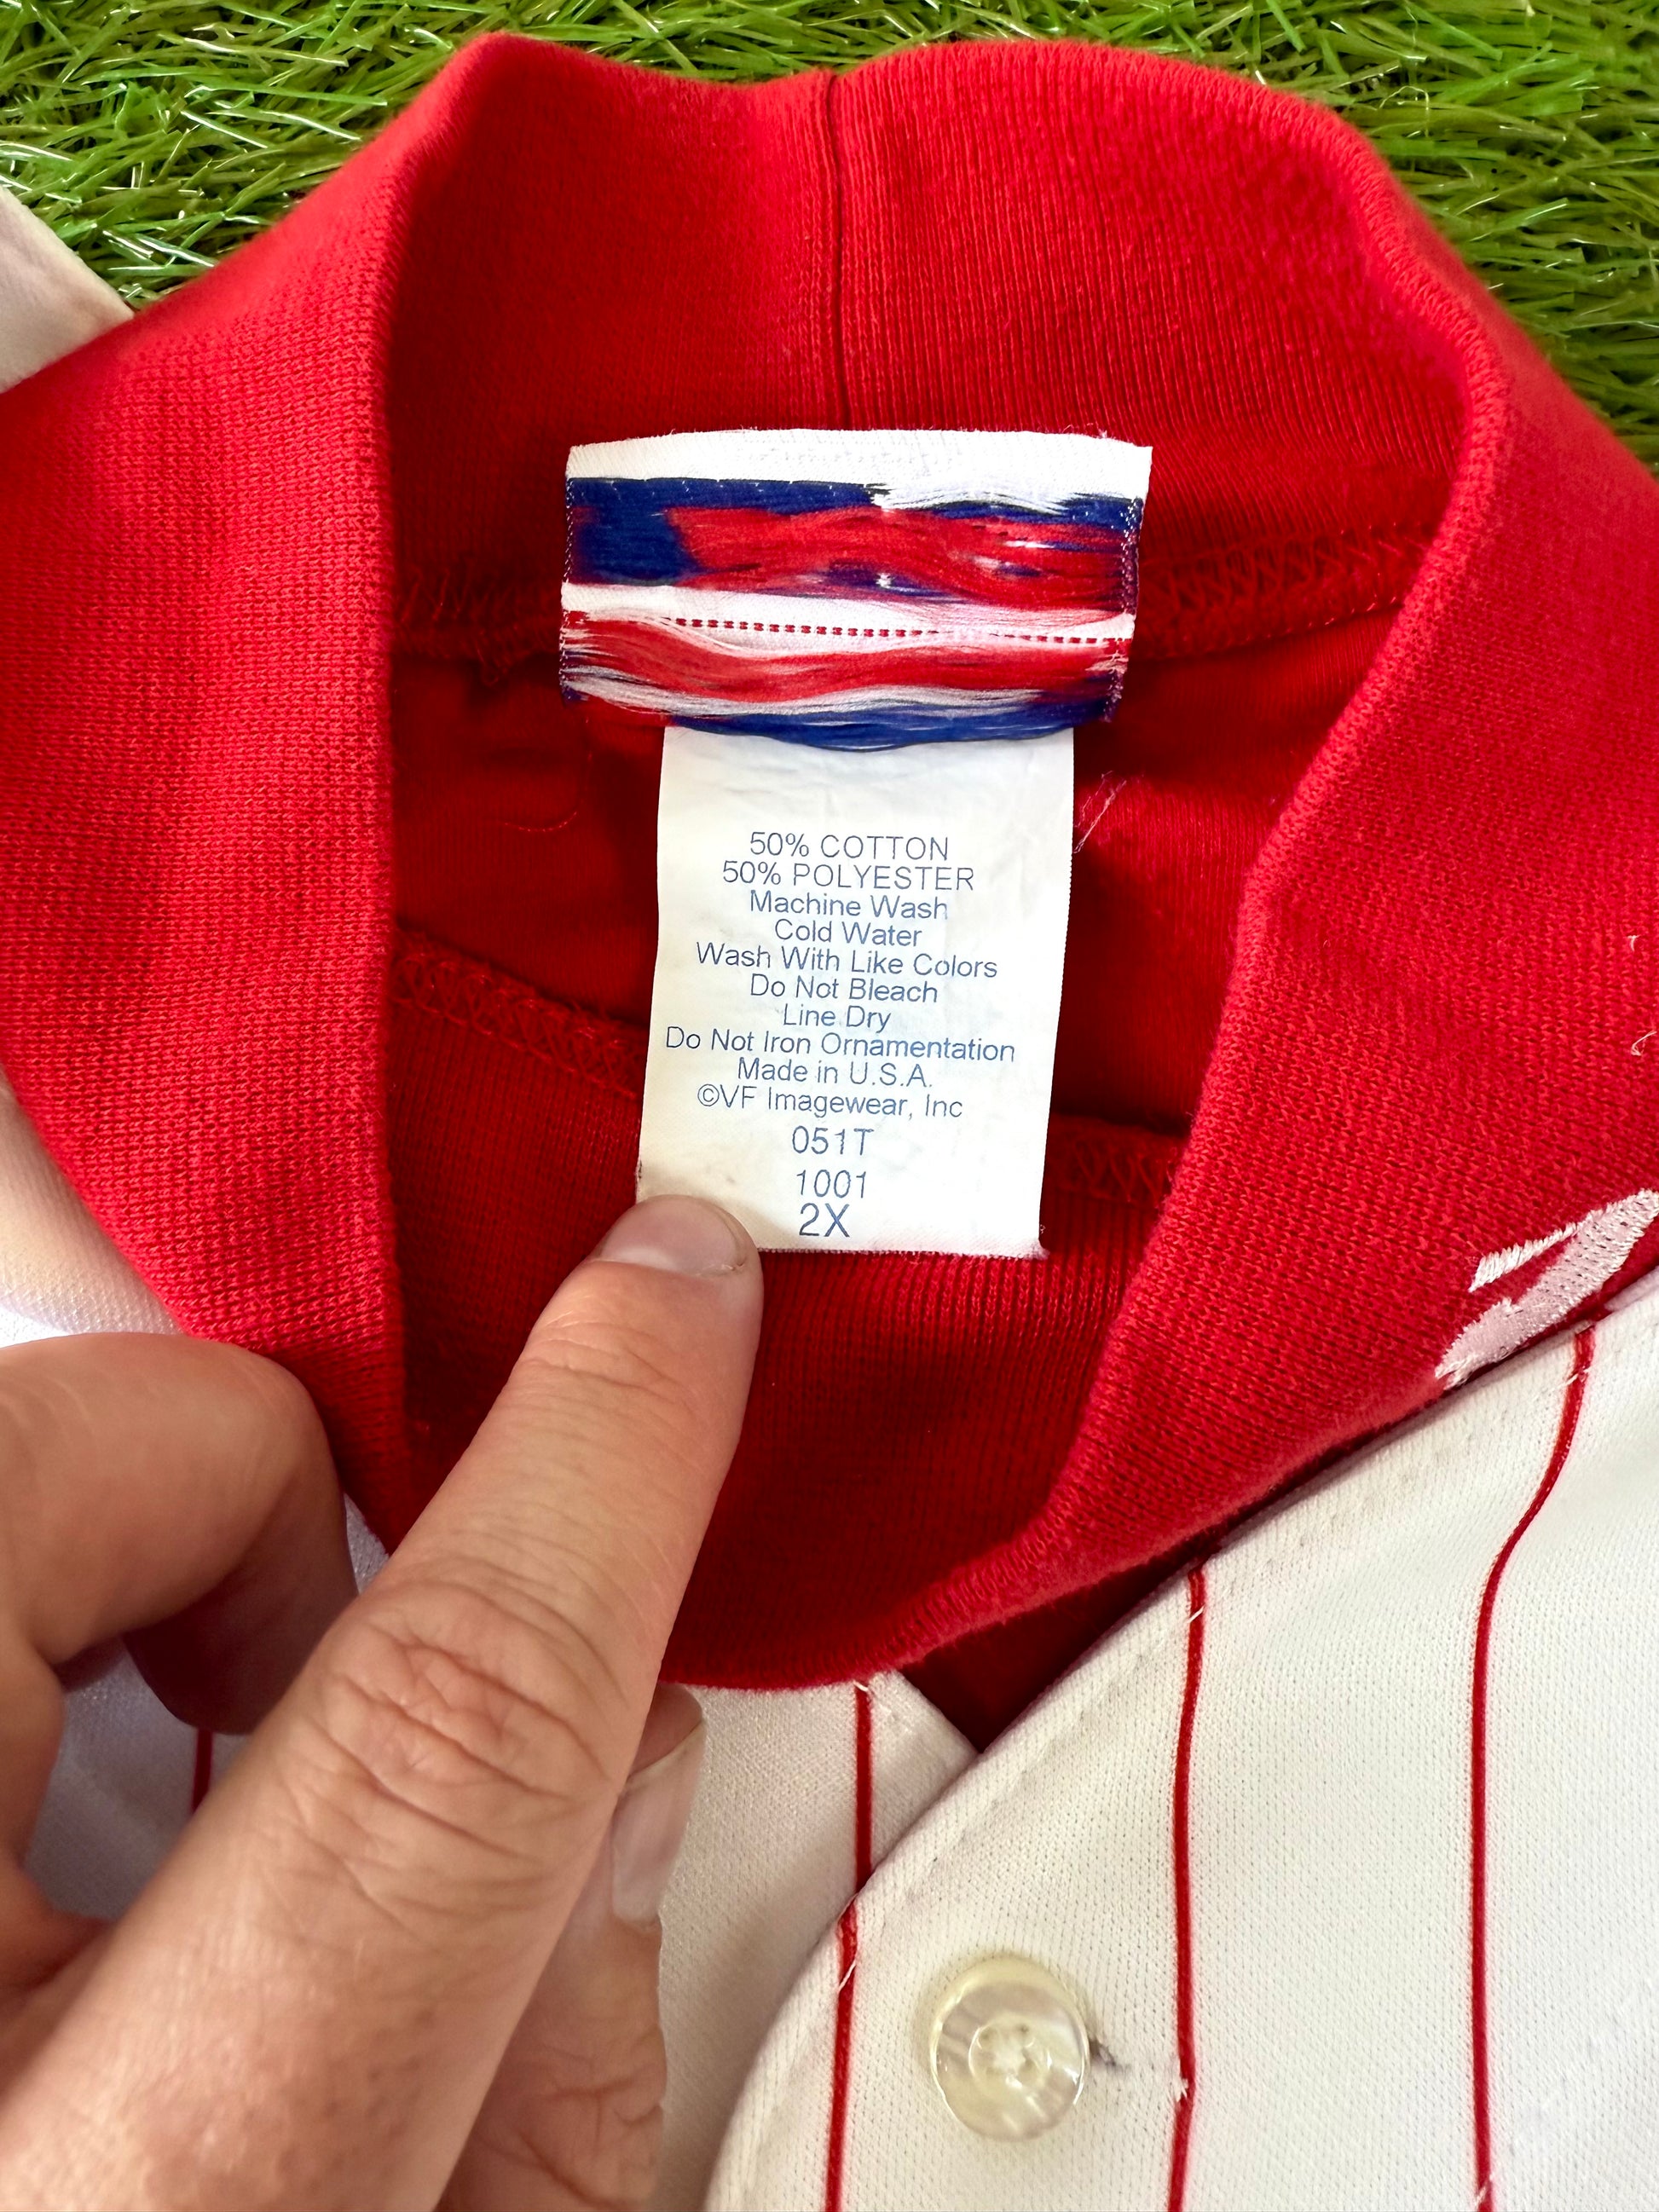 50% COTTON
50% POLYESTER
Machine Wash
Cold Water
Wash With Like Colors
Do Not Bleach
Line Dry
Do Not Iron Ornamentation
Made in U.S.A.
©VF Imagewear, Inc
051T
1001
2X